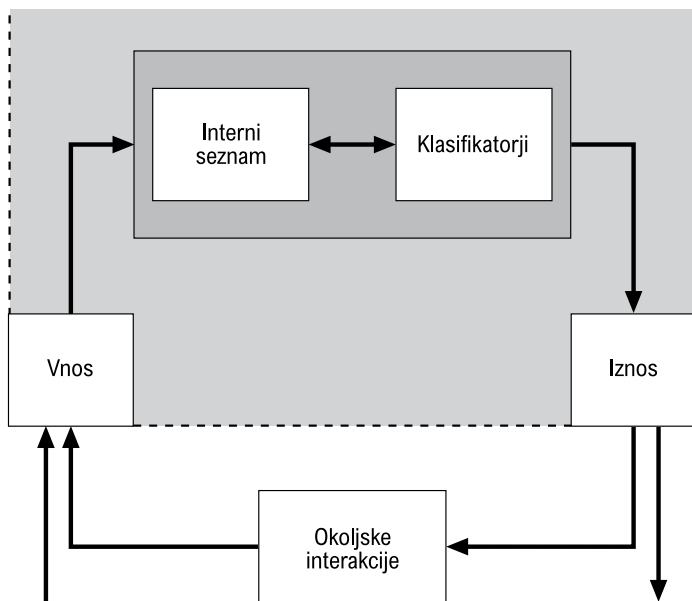 Interni
seznam
Klasifikatorji
Vnos
Iznos
Okoljske
interakcije